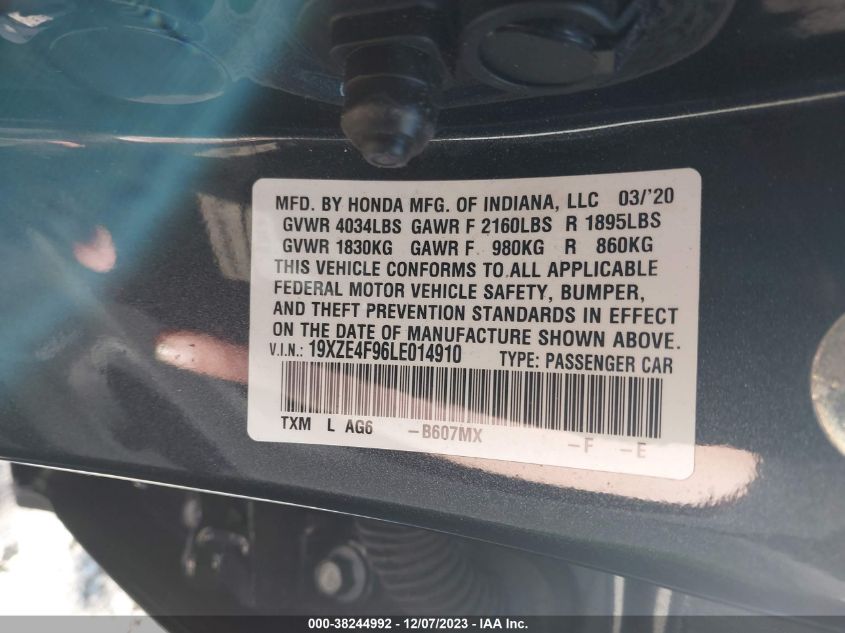 MFD. BY HONDA MFG. OF INDIANA, LLC 03/'20
GVWR 4034LBS GAWR F 2160LBS R 1895LBS
GVWR 1830KG GAWR F 980KG R 860KG
THIS VEHICLE CONFORMS TO ALL APPLICABLE
FEDERAL MOTOR VEHICLE SAFETY, BUMPER,
AND THEFT PREVENTION STANDARDS IN EFFECT
ON THE DATE OF MANUFACTURE SHOWN ABOVE.
V.I.N.: 19XZE4F96LE014910 TYPE: PASSENGER CAR
TXM L AG6 -B607MX -F -E
000-38244992 - 12/07/2023 - IAA Inc.